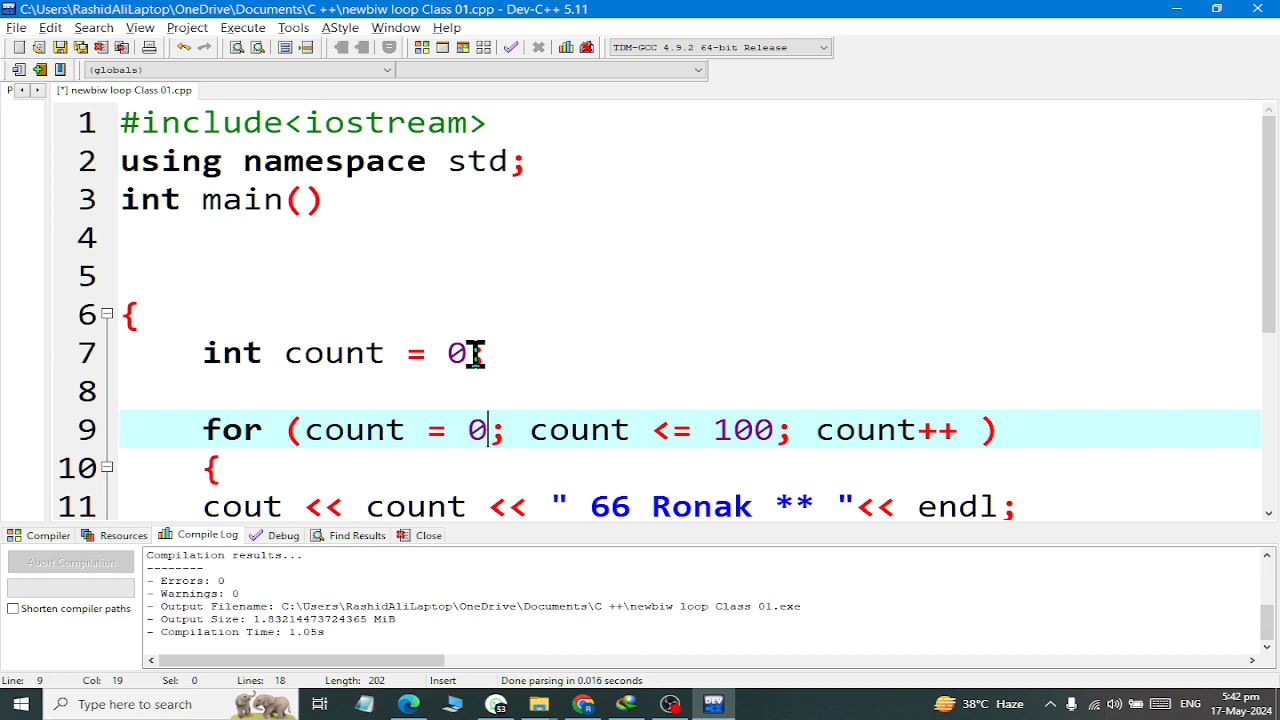 C:\Users\RashidAliLaptop\OneDrive\Documents\C ++\newbiw loop Class 01.cpp - Dev-C++ 5.11
File Edit Search View Project Execute Tools AStyle Window Help
TDM-GCC 4.9.2 64-bit Release
(globals)
P [*] newbiw loop Class 01.cpp
1 #include<iostream>
2 using namespace std;
3 int main()
4
5
6 {
7 int count = 0;
8
9 for (count = 0; count <= 100; count++ )
10 {
11 cout << count << " 66 Ronak ** "<< endl;
Compiler Resources Compile Log Debug Find Results Close
Abort Compilation
Shorten compiler paths
Compilation results...
--------
- Errors: 0
- Warnings: 0
- Output Filename: C:\Users\RashidAliLaptop\OneDrive\Documents\C ++\newbiw loop Class 01.exe
- Output Size: 1.83214473724365 MiB
- Compilation Time: 1.05s
Line: 9 Col: 19 Sel: 0 Lines: 18 Length: 202 Insert Done parsing in 0.016 seconds
Type here to search
38°C Haze
ENG
5:42 pm
17-May-2024